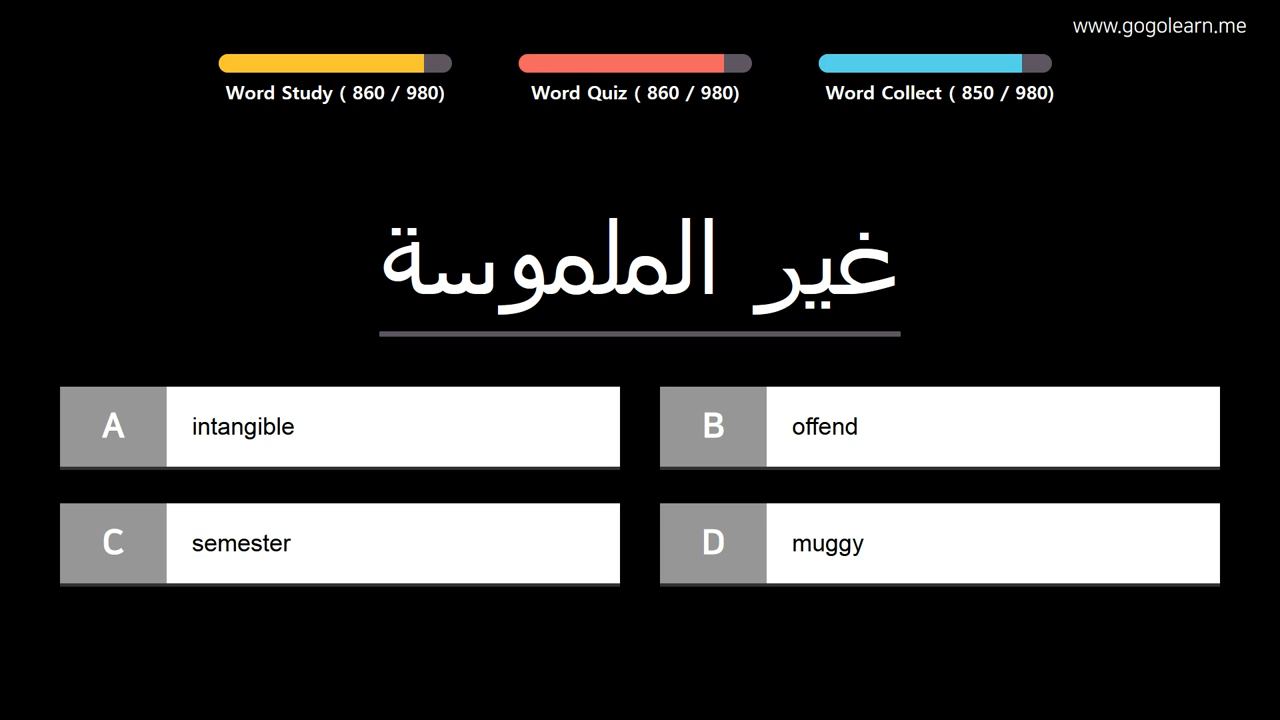 www.gogolearn.me
Word Study ( 860 / 980)
Word Quiz ( 860 / 980)
Word Collect ( 850 / 980)
غير الملموسة
A intangible
B offend
C semester
D muggy